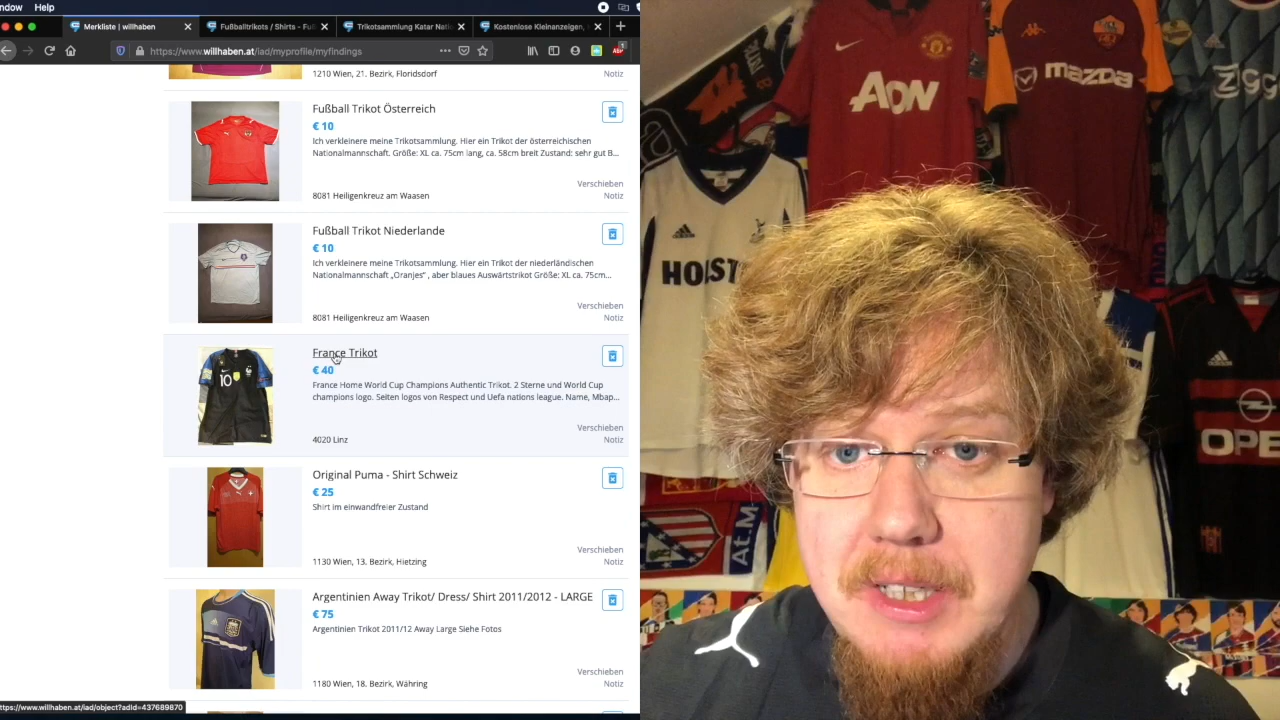 ndow Help
Merkliste | willhaben
Fußballtrikots / Shirts - Fuß
Trikotsammlung Katar Nati
Kostenlose Kleinanzeigen,
https://www.willhaben.at/iad/myprofile/myfindings
1210 Wien, 21. Bezirk, Floridsdorf
Notiz
Fußball Trikot Österreich
€ 10
Ich verkleinere meine Trikotsammlung. Hier ein Trikot der österreichischen
Nationalmannschaft. Größe: XL ca. 75cm lang, ca. 58cm breit Zustand: sehr gut B...
Verschieben
8081 Heiligenkreuz am Waasen
Notiz
Fußball Trikot Niederlande
€ 10
Ich verkleinere meine Trikotsammlung. Hier ein Trikot der niederländischen
Nationalmannschaft „Oranjes" , aber blaues Auswärtstrikot Größe: XL ca. 75cm...
Verschieben
8081 Heiligenkreuz am Waasen
Notiz
France Trikot
€ 40
France Home World Cup Champions Authentic Trikot. 2 Sterne und World Cup
champions logo. Seiten logos von Respect und Uefa nations league. Name, Mbap...
Verschieben
4020 Linz
Notiz
10
Original Puma - Shirt Schweiz
€ 25
Shirt im einwandfreier Zustand
Verschieben
1130 Wien, 13. Bezirk, Hietzing
Notiz
Argentinien Away Trikot/ Dress/ Shirt 2011/2012 - LARGE
€ 75
Argentinien Trikot 2011/12 Away Large Siehe Fotos
Verschieben
1180 Wien, 18. Bezirk, Währing
Notiz
ttps://www.willhaben.at/iad/object?adId=437689870
AON
mazda
HOLST
OPE
At.M